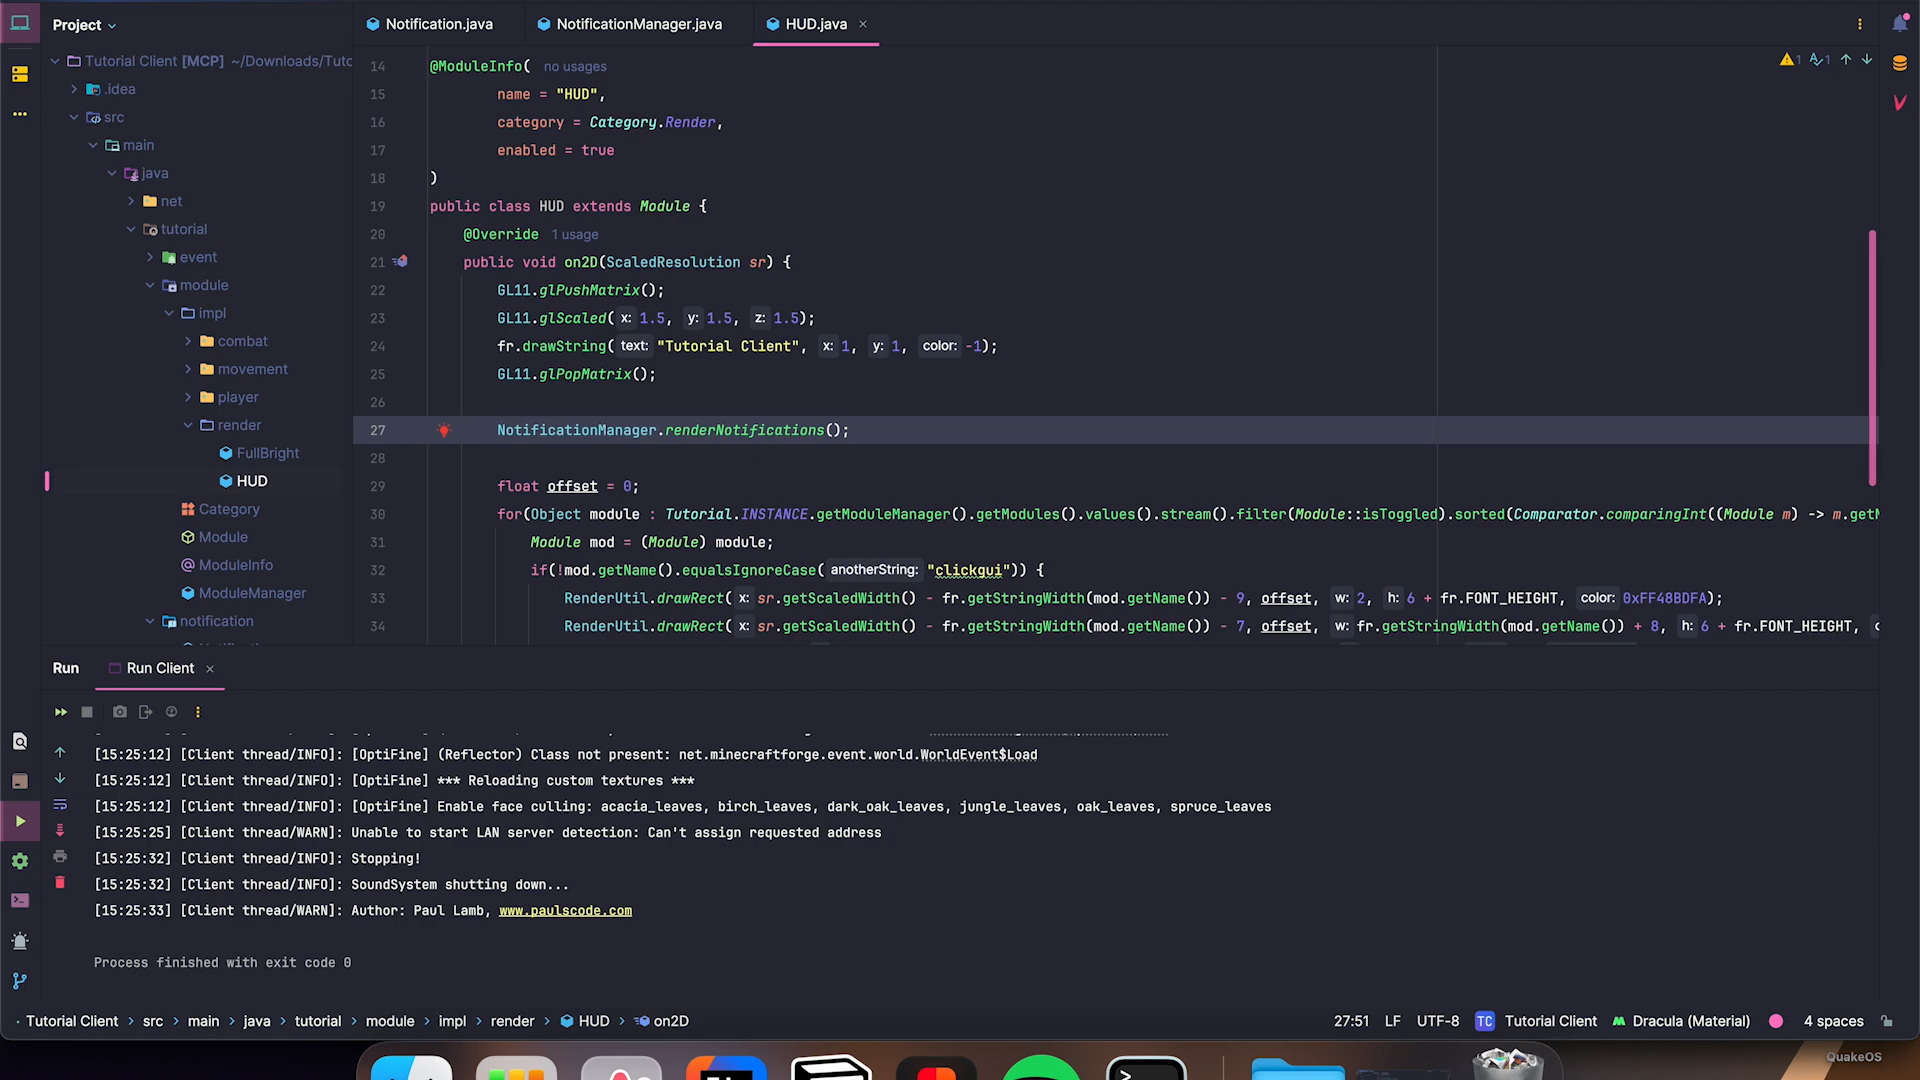 Project
Notification.java
NotificationManager.java
HUD.java
Tutorial Client [MCP] ~/Downloads/Tuto
.idea
src
main
java
net
tutorial
event
module
impl
combat
movement
player
render
FullBright
HUD
Category
Module
ModuleInfo
ModuleManager
notification
1 1
14 @ModuleInfo( no usages
15 name = "HUD",
16 category = Category.Render,
17 enabled = true
18 )
19 public class HUD extends Module {
20 @Override 1 usage
21 public void on2D(ScaledResolution sr) {
22 GL11.glPushMatrix();
23 GL11.glScaled( x: 1.5, y: 1.5, z: 1.5);
24 fr.drawString( text: "Tutorial Client", x: 1, y: 1, color: -1);
25 GL11.glPopMatrix();
26
27 NotificationManager.renderNotifications();
28
29 float offset = 0;
30 for(Object module : Tutorial.INSTANCE.getModuleManager().getModules().values().stream().filter(Module::isToggled).sorted(Comparator.comparingInt((Module m) -> m.getN
31 Module mod = (Module) module;
32 if(!mod.getName().equalsIgnoreCase( anotherString: "clickgui")) {
33 RenderUtil.drawRect( x: sr.getScaledWidth() - fr.getStringWidth(mod.getName()) - 9, offset, w: 2, h: 6 + fr.FONT_HEIGHT, color: 0xFF48BDFA);
34 RenderUtil.drawRect( x: sr.getScaledWidth() - fr.getStringWidth(mod.getName()) - 7, offset, w: fr.getStringWidth(mod.getName()) + 8, h: 6 + fr.FONT_HEIGHT,
Run
Run Client
[15:25:12] [Client thread/INFO]: [OptiFine] (Reflector) Class not present: net.minecraftforge.event.world.WorldEvent$Load
[15:25:12] [Client thread/INFO]: [OptiFine] *** Reloading custom textures ***
[15:25:12] [Client thread/INFO]: [OptiFine] Enable face culling: acacia_leaves, birch_leaves, dark_oak_leaves, jungle_leaves, oak_leaves, spruce_leaves
[15:25:25] [Client thread/WARN]: Unable to start LAN server detection: Can't assign requested address
[15:25:32] [Client thread/INFO]: Stopping!
[15:25:32] [Client thread/INFO]: SoundSystem shutting down...
[15:25:33] [Client thread/WARN]: Author: Paul Lamb, www.paulscode.com
Process finished with exit code 0
Tutorial Client > src > main > java > tutorial > module > impl > render > HUD > on2D
27:51 LF UTF-8 TC Tutorial Client Dracula (Material) 4 spaces
QuakeOS